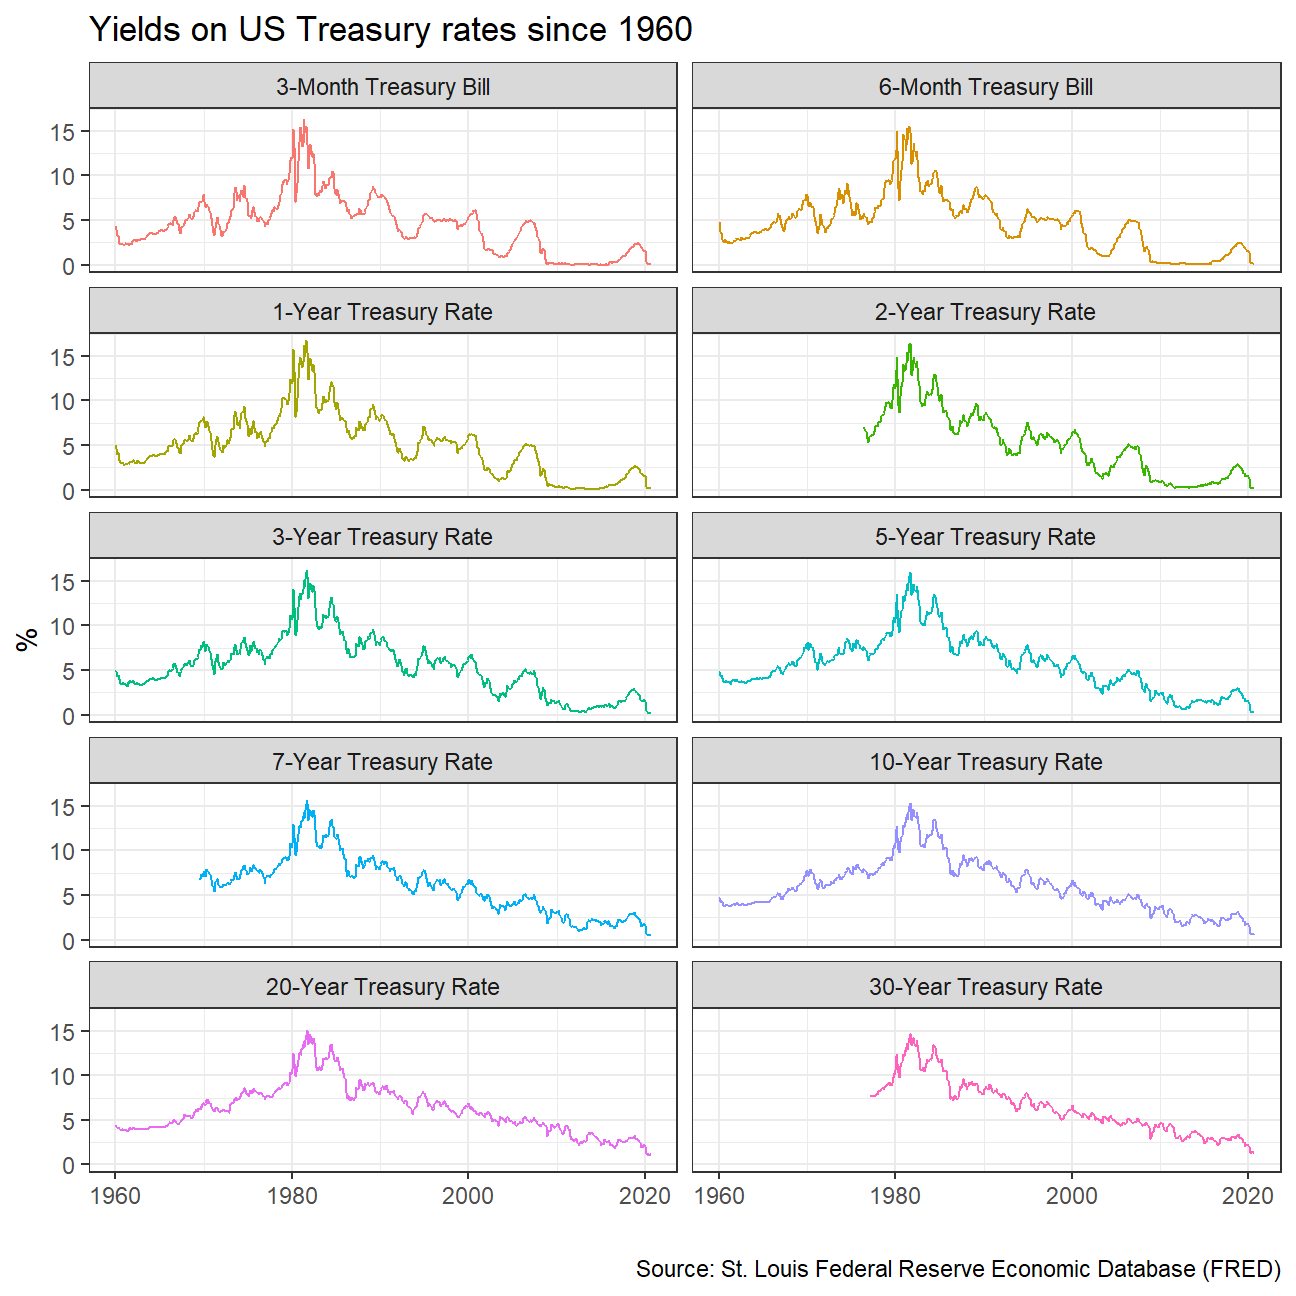 Yields on US Treasury rates since 1960
3-Month Treasury Bill
6-Month Treasury Bill
15
10
5
0
1-Year Treasury Rate
2-Year Treasury Rate
15
10
5
0
3-Year Treasury Rate
5-Year Treasury Rate
15
10
5
0
%
7-Year Treasury Rate
10-Year Treasury Rate
15
10
5
0
20-Year Treasury Rate
30-Year Treasury Rate
15
10
5
0
1960 1980 2000 2020 1960 1980 2000 2020
Source: St. Louis Federal Reserve Economic Database (FRED)